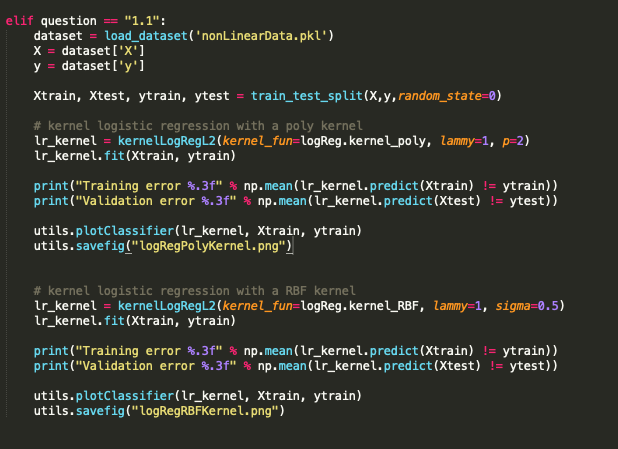 elif question == "1.1":
dataset = load_dataset('nonLinearData.pkl')
X = dataset['X']
y = dataset['y']
Xtrain, Xtest, ytrain, ytest = train_test_split(X,y,random_state=0)
# kernel logistic regression with a poly kernel
lr_kernel = kernelLogRegL2(kernel_fun=logReg.kernel_poly, lammy=1, p=2)
lr_kernel.fit(Xtrain, ytrain)
print("Training error %.3f" % np.mean(lr_kernel.predict(Xtrain) != ytrain))
print("Validation error %.3f" % np.mean(lr_kernel.predict(Xtest) != ytest))
utils.plotClassifier(lr_kernel, Xtrain, ytrain)
utils.savefig("logRegPolyKernel.png")
# kernel logistic regression with a RBF kernel
lr_kernel = kernelLogRegL2(kernel_fun=logReg.kernel_RBF, lammy=1, sigma=0.5)
lr_kernel.fit(Xtrain, ytrain)
print("Training error %.3f" % np.mean(lr_kernel.predict(Xtrain) != ytrain))
print("Validation error %.3f" % np.mean(lr_kernel.predict(Xtest) != ytest))
utils.plotClassifier(lr_kernel, Xtrain, ytrain)
utils.savefig("logRegRBFKernel.png")